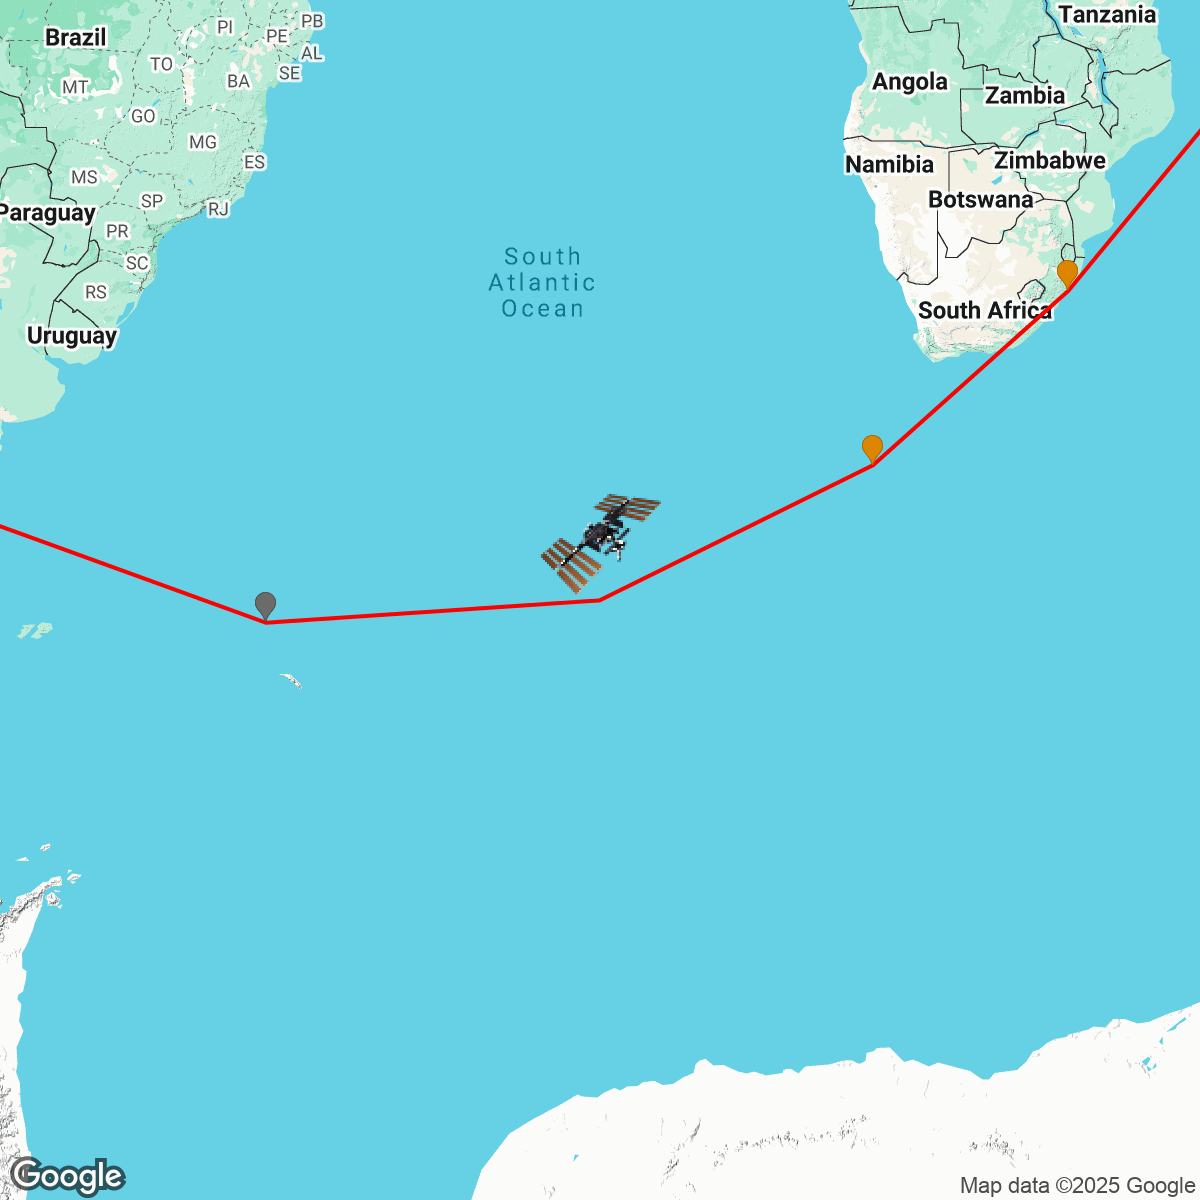 Brazil
PI
PB
PE
TO
AL
SE
MT
BA
GO
MG
ES
MS
SP
RJ
Paraguay
PR
SC
RS
Uruguay
South
Atlantic
Ocean
Tanzania
Angola
Zambia
Zimbabwe
Namibia
Botswana
South Africa
Google
Map data ©2025 Google